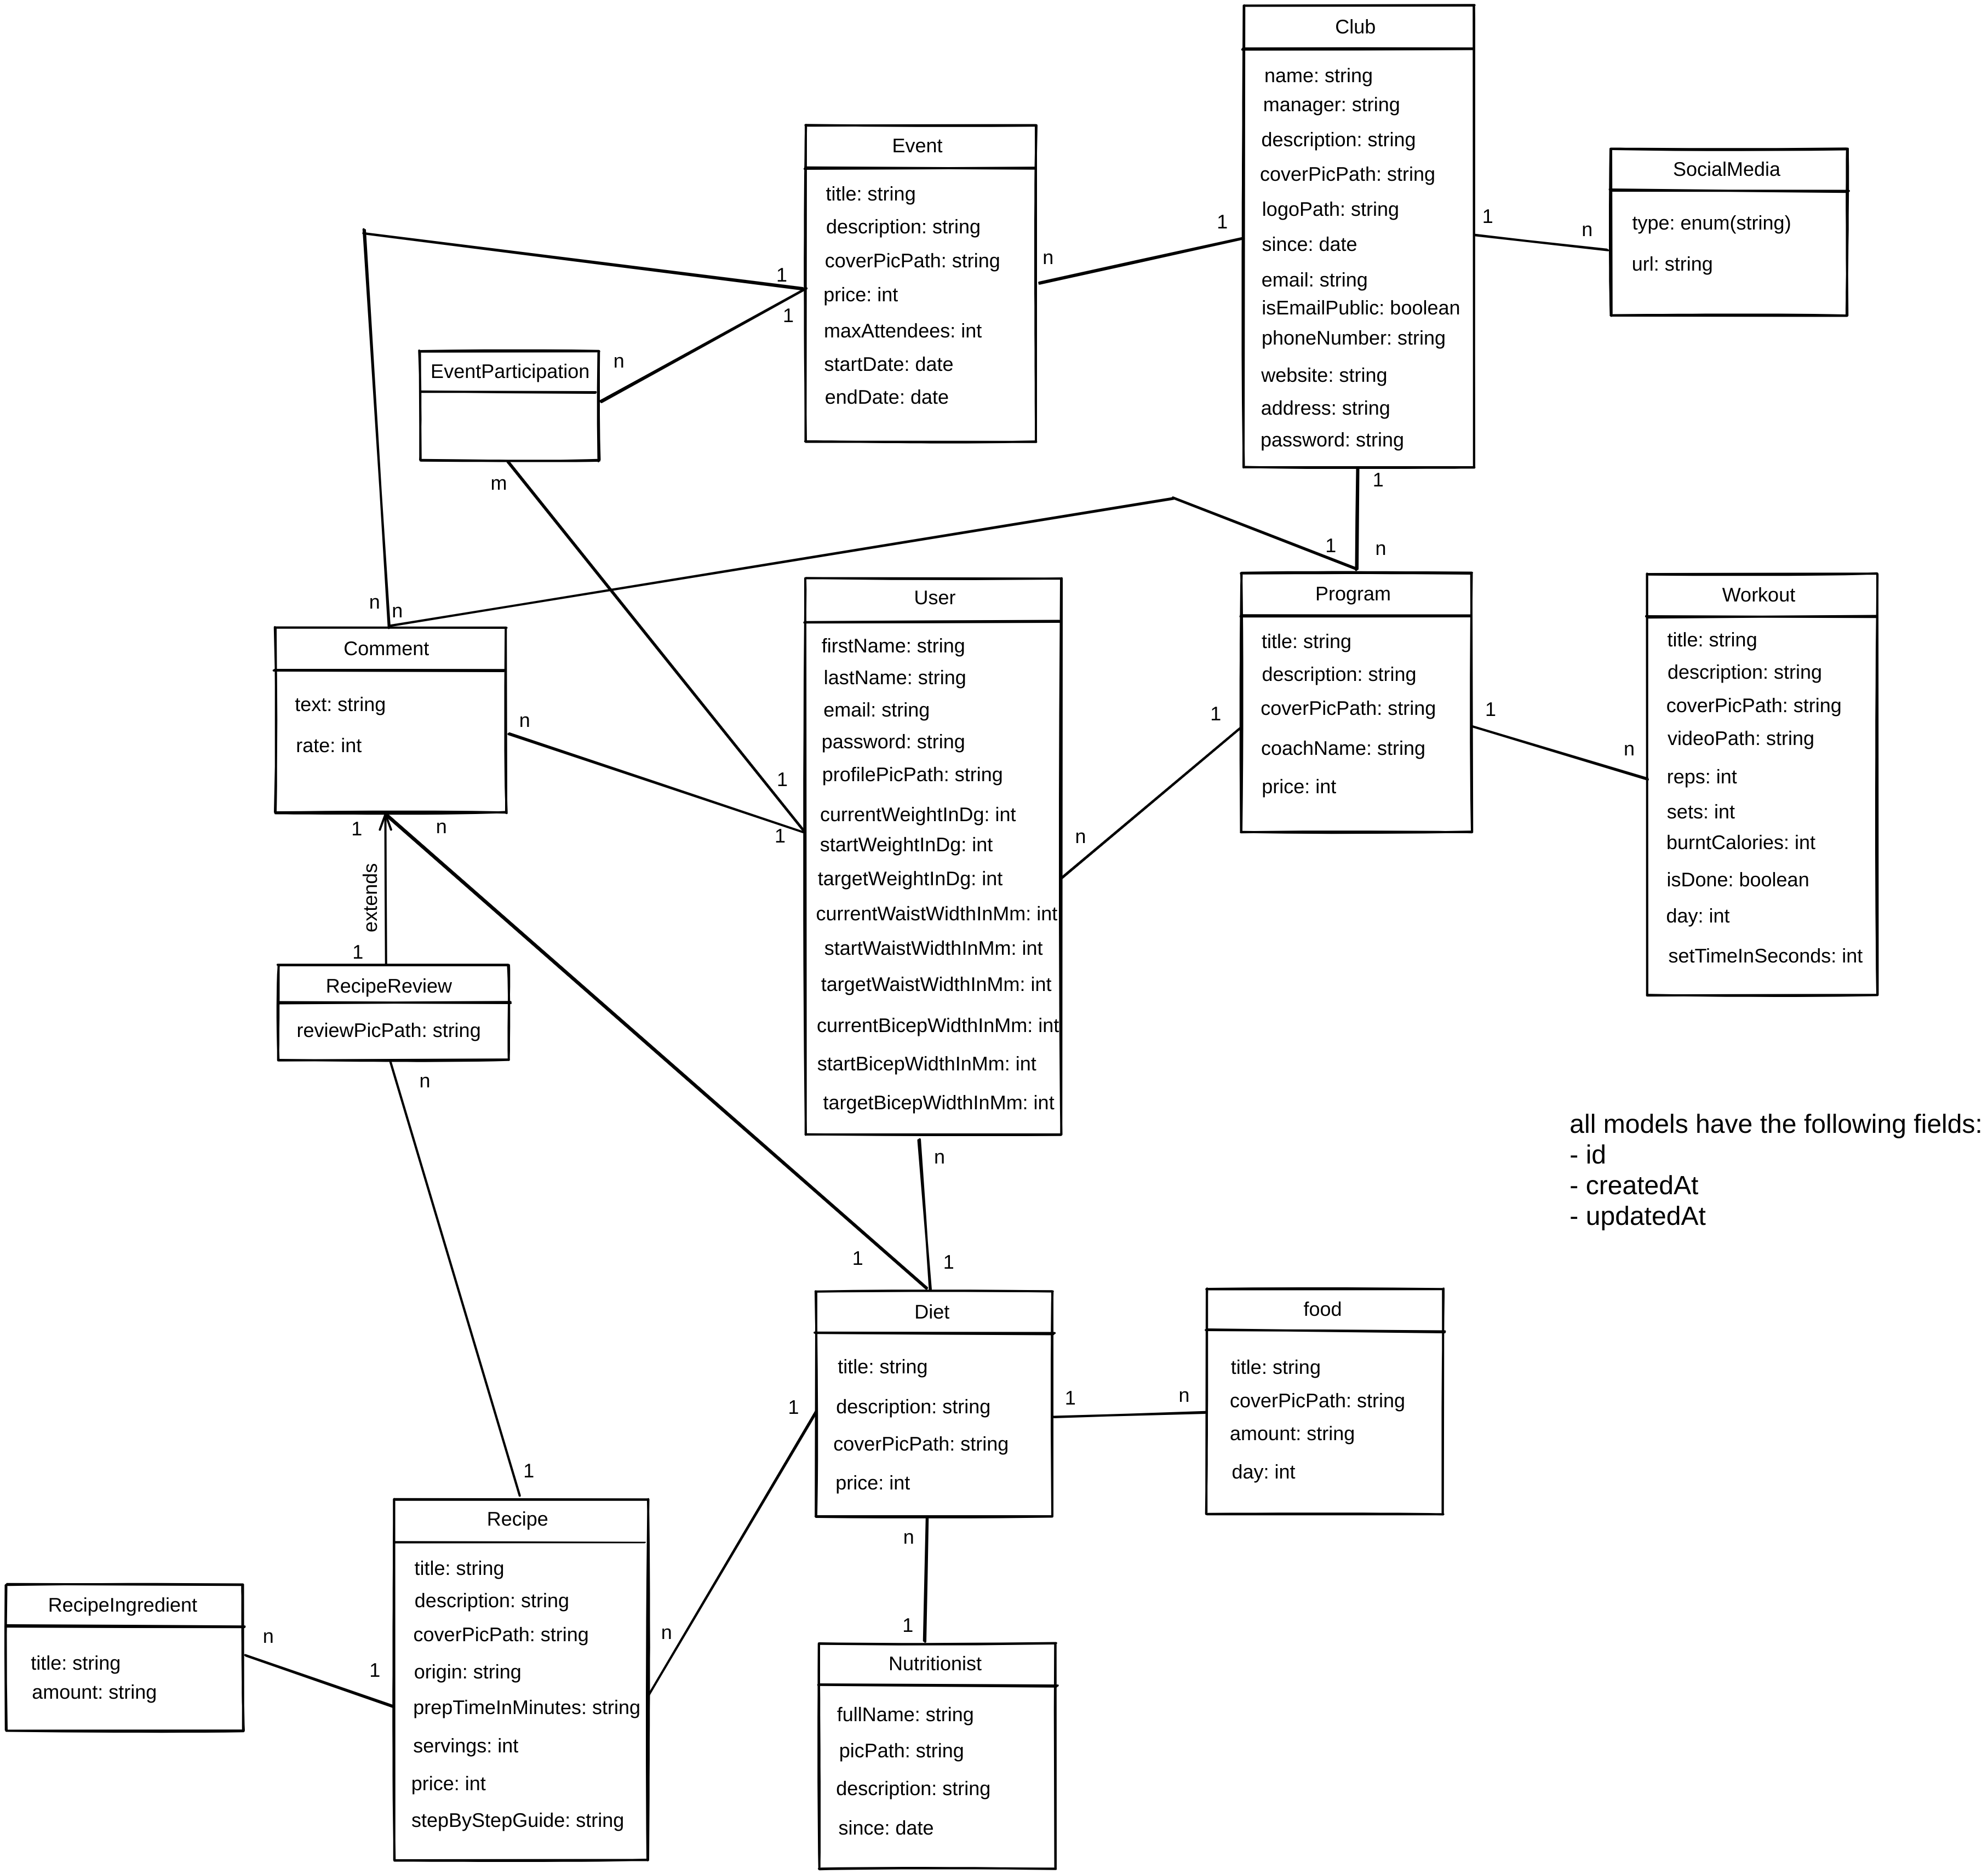 Club
name: string
manager: string
description: string
coverPicPath: string
logoPath: string
since: date
email: string
isEmailPublic: boolean
phoneNumber: string
website: string
address: string
password: string
1
1
1
SocialMedia
type: enum(string)
url: string
n
Event
title: string
description: string
coverPicPath: string
price: int
maxAttendees: int
startDate: date
endDate: date
n
1
1
EventParticipation
n
m
Comment
text: string
rate: int
n
n
n
1
n
extends
1
RecipeReview
reviewPicPath: string
n
User
firstName: string
lastName: string
email: string
password: string
profilePicPath: string
currentWeightInDg: int
startWeightInDg: int
targetWeightInDg: int
currentWaistWidthInMm: int
startWaistWidthInMm: int
targetWaistWidthInMm: int
currentBicepWidthInMm: int
startBicepWidthInMm: int
targetBicepWidthInMm: int
1
1
n
n
Program
title: string
description: string
coverPicPath: string
coachName: string
price: int
1
n
1
1
Workout
title: string
description: string
coverPicPath: string
videoPath: string
reps: int
sets: int
burntCalories: int
isDone: boolean
day: int
setTimeInSeconds: int
n
all models have the following fields:
- id
- createdAt
- updatedAt
Diet
title: string
description: string
coverPicPath: string
price: int
1
1
1
1
n
food
title: string
coverPicPath: string
amount: string
day: int
n
Recipe
title: string
description: string
coverPicPath: string
origin: string
prepTimeInMinutes: string
servings: int
price: int
stepByStepGuide: string
1
n
1
RecipeIngredient
title: string
amount: string
n
Nutritionist
fullName: string
picPath: string
description: string
since: date
1